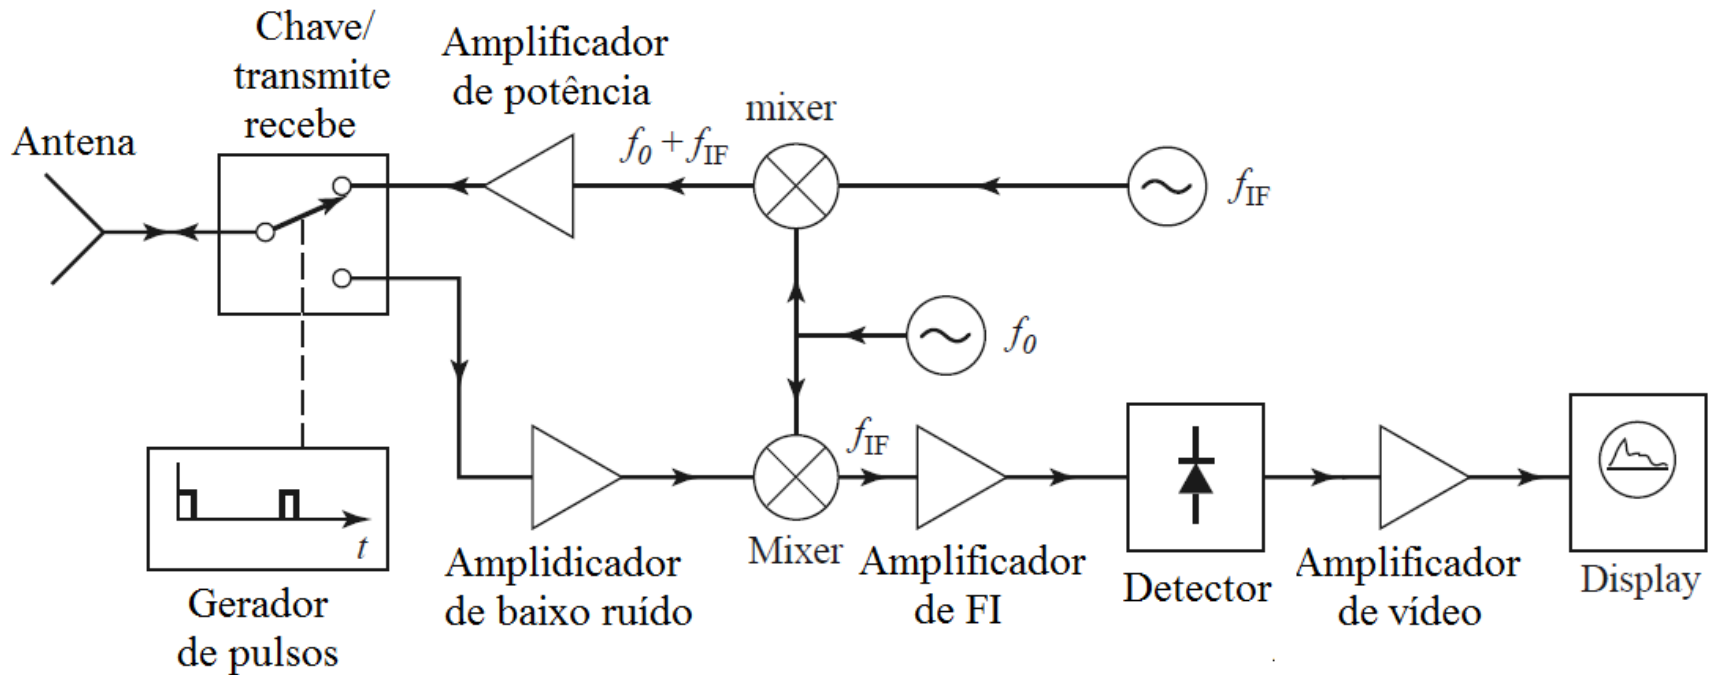 Chave/
transmite
recebe
Amplificador
de potência
mixer
Antena
f0 + fIF
fIF
f0
fIF
t
Gerador
de pulsos
Amplidicador
de baixo ruído
Mixer
Amplificador
de FI
Detector
Amplificador
de vídeo
Display